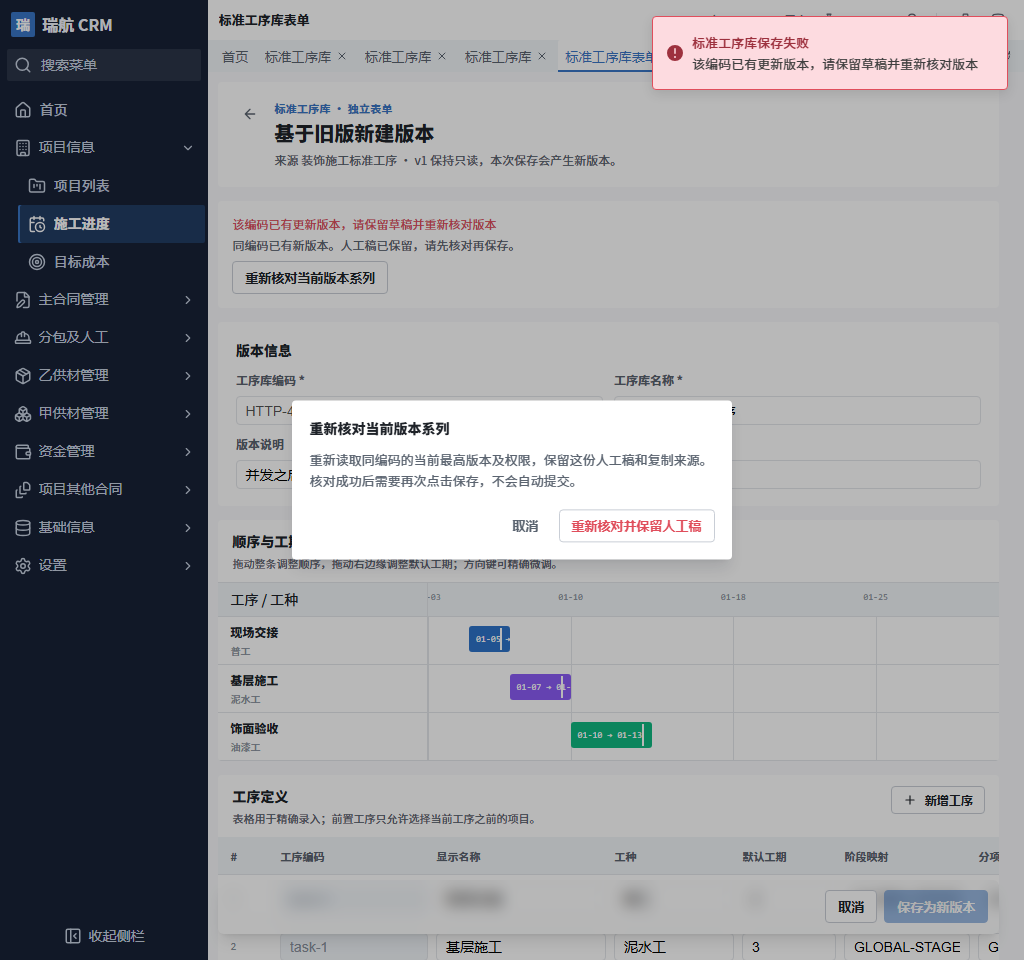 瑞 瑞航 CRM
搜索菜单
首页
项目信息
项目列表
施工进度
目标成本
主合同管理
分包及人工
乙供材管理
甲供材管理
资金管理
项目其他合同
基础信息
设置
收起侧栏
标准工序库表单
首页 标准工序库 × 标准工序库 × 标准工序库 × 标准工序库表单
标准工序库保存失败
该编码已有更新版本，请保留草稿并重新核对版本
标准工序库 · 独立表单
基于旧版新建版本
来源 装饰施工标准工序 · v1 保持只读，本次保存会产生新版本。
该编码已有更新版本，请保留草稿并重新核对版本
同编码已有新版本。人工稿已保留，请先核对再保存。
重新核对当前版本系列
版本信息
工序库编码 * 工序库名称 *
HTTP-4
版本说明
并发之后
重新核对当前版本系列
重新读取同编码的当前最高版本及权限，保留这份人工稿和复制来源。
核对成功后需要再次点击保存，不会自动提交。
取消 重新核对并保留人工稿
顺序与工期
拖动整条调整顺序，拖动右边缘调整默认工期；方向键可精确微调。
工序 / 工种 -03 01-10 01-18 01-25
现场交接
普工
01-05 →
基层施工
泥水工
01-07 → 01-
饰面验收
油漆工
01-10 → 01-13
工序定义
表格用于精确录入；前置工序只允许选择当前工序之前的项目。
+ 新增工序
# 工序编码 显示名称 工种 默认工期 阶段映射 分项
取消 保存为新版本
2 task-1 基层施工 泥水工 3 GLOBAL-STAGE G